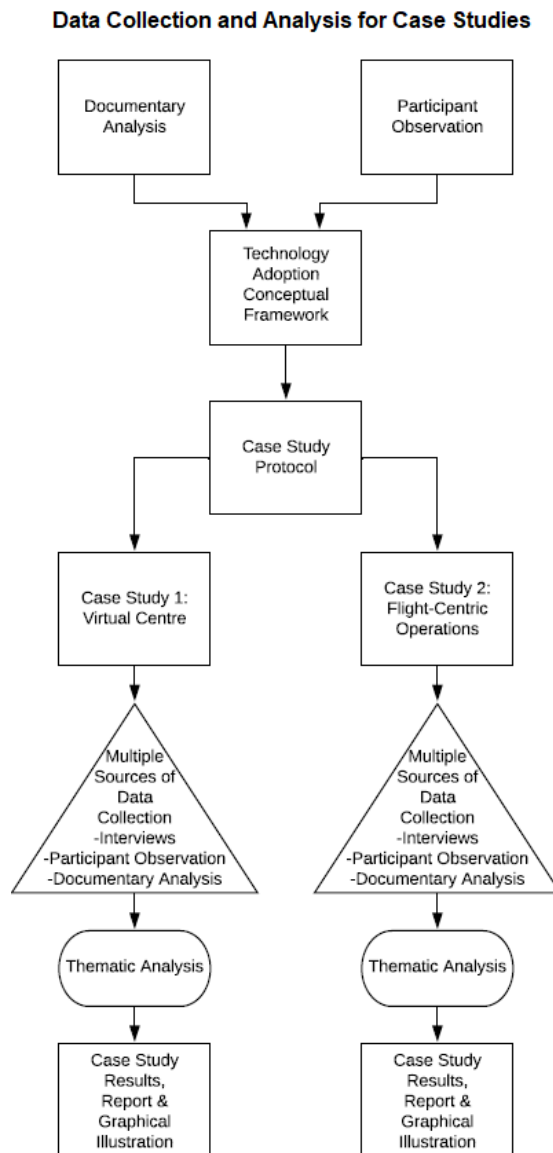 Data Collection and Analysis for Case Studies
Documentary
Analysis
Participant
Observation
Technology
Adoption
Conceptual
Framework
Case Study
Protocol
Case Study 1:
Virtual Centre
Case Study 2:
Flight-Centric
Operations
Multiple
Sources of
Data
Collection
-Interviews
-Participant Observation
-Documentary Analysis
Multiple
Sources of
Data
Collection
-Interviews
-Participant Observation
-Documentary Analysis
Thematic Analysis
Thematic Analysis
Case Study
Results,
Report &
Graphical
Illustration
Case Study
Results,
Report &
Graphical
Illustration